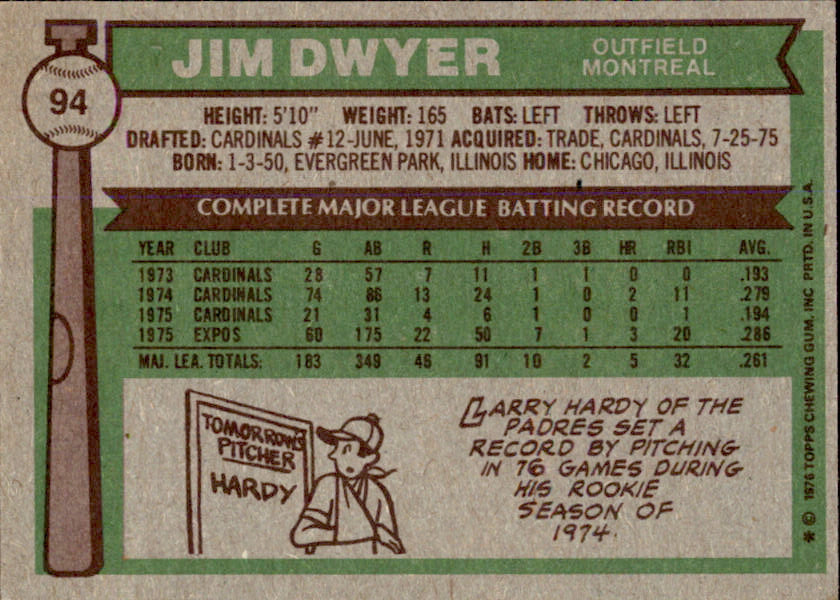 94
JIM DWYER
OUTFIELD
MONTREAL
HEIGHT: 5'10" WEIGHT: 165 BATS: LEFT THROWS: LEFT
DRAFTED: CARDINALS #12-JUNE, 1971 ACQUIRED: TRADE, CARDINALS, 7-25-75
BORN: 1-3-50, EVERGREEN PARK, ILLINOIS HOME: CHICAGO, ILLINOIS
COMPLETE MAJOR LEAGUE BATTING RECORD
YEAR CLUB G AB R H 2B 3B HR RBI AVG.
1973 CARDINALS 28 57 7 11 1 1 0 0 .193
1974 CARDINALS 74 86 13 24 1 0 2 11 .279
1975 CARDINALS 21 31 4 6 1 0 0 1 .194
1975 EXPOS 60 175 22 50 7 1 3 20 .286
MAJ. LEA. TOTALS: 183 349 46 91 10 2 5 32 .261
TOMORROW'S
PITCHER
HARDY
LARRY HARDY OF THE
PADRES SET A
RECORD BY PITCHING
IN 76 GAMES DURING
HIS ROOKIE
SEASON OF
1974.
* © 1976 TOPPS CHEWING GUM, INC PRTD. IN U.S.A.